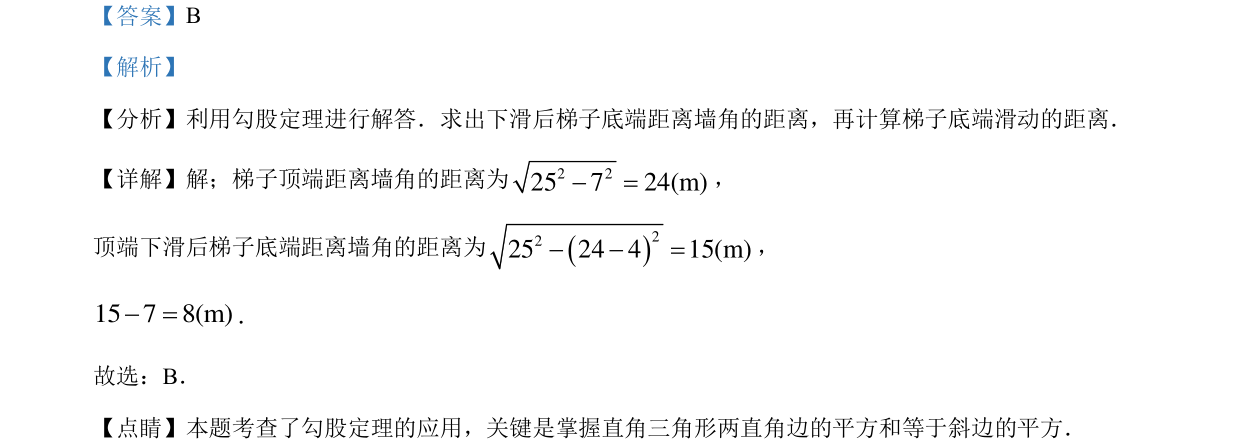 【答案】B
【解析】
【分析】利用勾股定理进行解答．求出下滑后梯子底端距离墙角的距离，再计算梯子底端滑动的距离．
【详解】解；梯子顶端距离墙角的距离为√(25²－7²)＝24(m)，
顶端下滑后梯子底端距离墙角的距离为√(25²－(24－4)²)＝15(m)，
15－7＝8(m)．
故选：B．
【点睛】本题考查了勾股定理的应用，关键是掌握直角三角形两直角边的平方和等于斜边的平方．